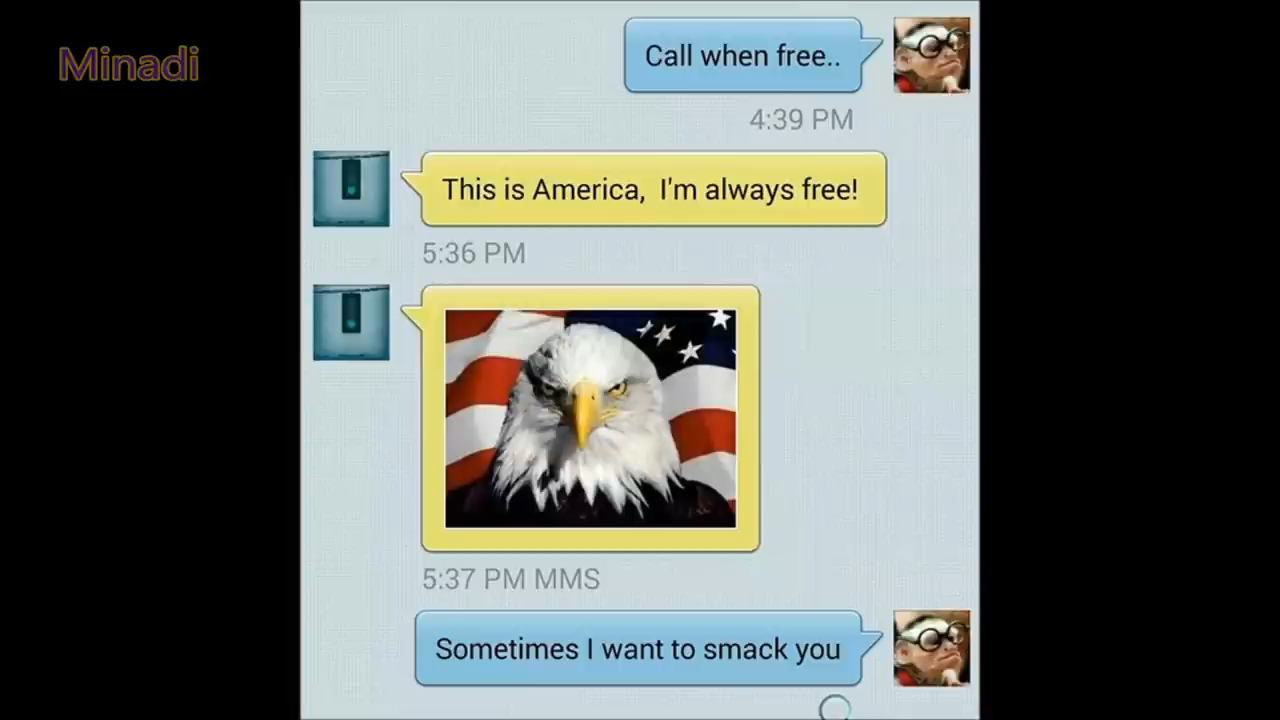 Minadi
Call when free..
4:39 PM
This is America,  I'm always free!
5:36 PM
5:37 PM MMS
Sometimes I want to smack you